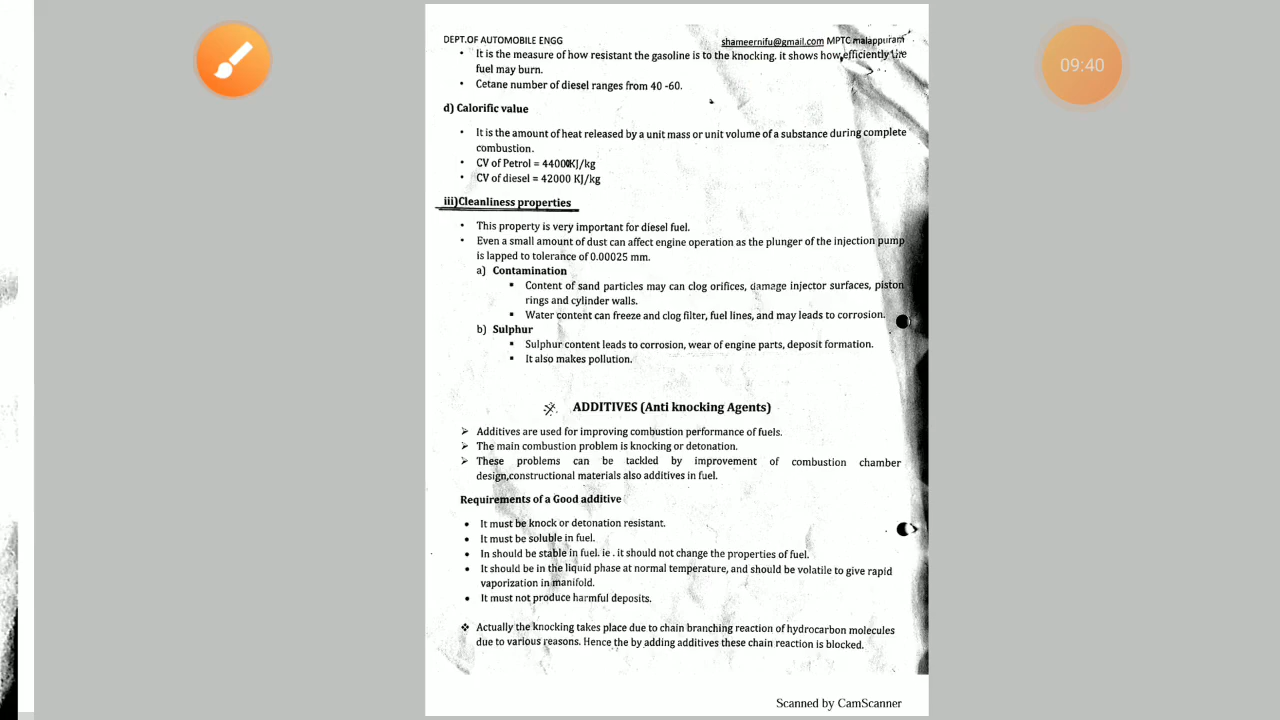 DEPT.OF AUTOMOBILE ENGG shameernifu@gmail.com MPTC malappuram
• It is the measure of how resistant the gasoline is to the knocking. it shows how efficiently the
fuel may burn.
• Cetane number of diesel ranges from 40 -60.
d) Calorific value
• It is the amount of heat released by a unit mass or unit volume of a substance during complete
combustion.
• CV of Petrol = 44000KJ/kg
• CV of diesel = 42000 KJ/kg
iii)Cleanliness properties
• This property is very important for diesel fuel.
• Even a small amount of dust can affect engine operation as the plunger of the injection pump
is lapped to tolerance of 0.00025 mm.
a) Contamination
▪ Content of sand particles may can clog orifices, damage injector surfaces, piston
rings and cylinder walls.
▪ Water content can freeze and clog filter, fuel lines, and may leads to corrosion.
b) Sulphur
▪ Sulphur content leads to corrosion, wear of engine parts, deposit formation.
▪ It also makes pollution.
ADDITIVES (Anti knocking Agents)
➢ Additives are used for improving combustion performance of fuels.
➢ The main combustion problem is knocking or detonation.
➢ These problems can be tackled by improvement of combustion chamber
design,constructional materials also additives in fuel.
Requirements of a Good additive
• It must be knock or detonation resistant.
• It must be soluble in fuel.
• In should be stable in fuel. ie . it should not change the properties of fuel.
• It should be in the liquid phase at normal temperature, and should be volatile to give rapid
vaporization in manifold.
• It must not produce harmful deposits.
❖ Actually the knocking takes place due to chain branching reaction of hydrocarbon molecules
due to various reasons. Hence the by adding additives these chain reaction is blocked.
Scanned by CamScanner
09:40